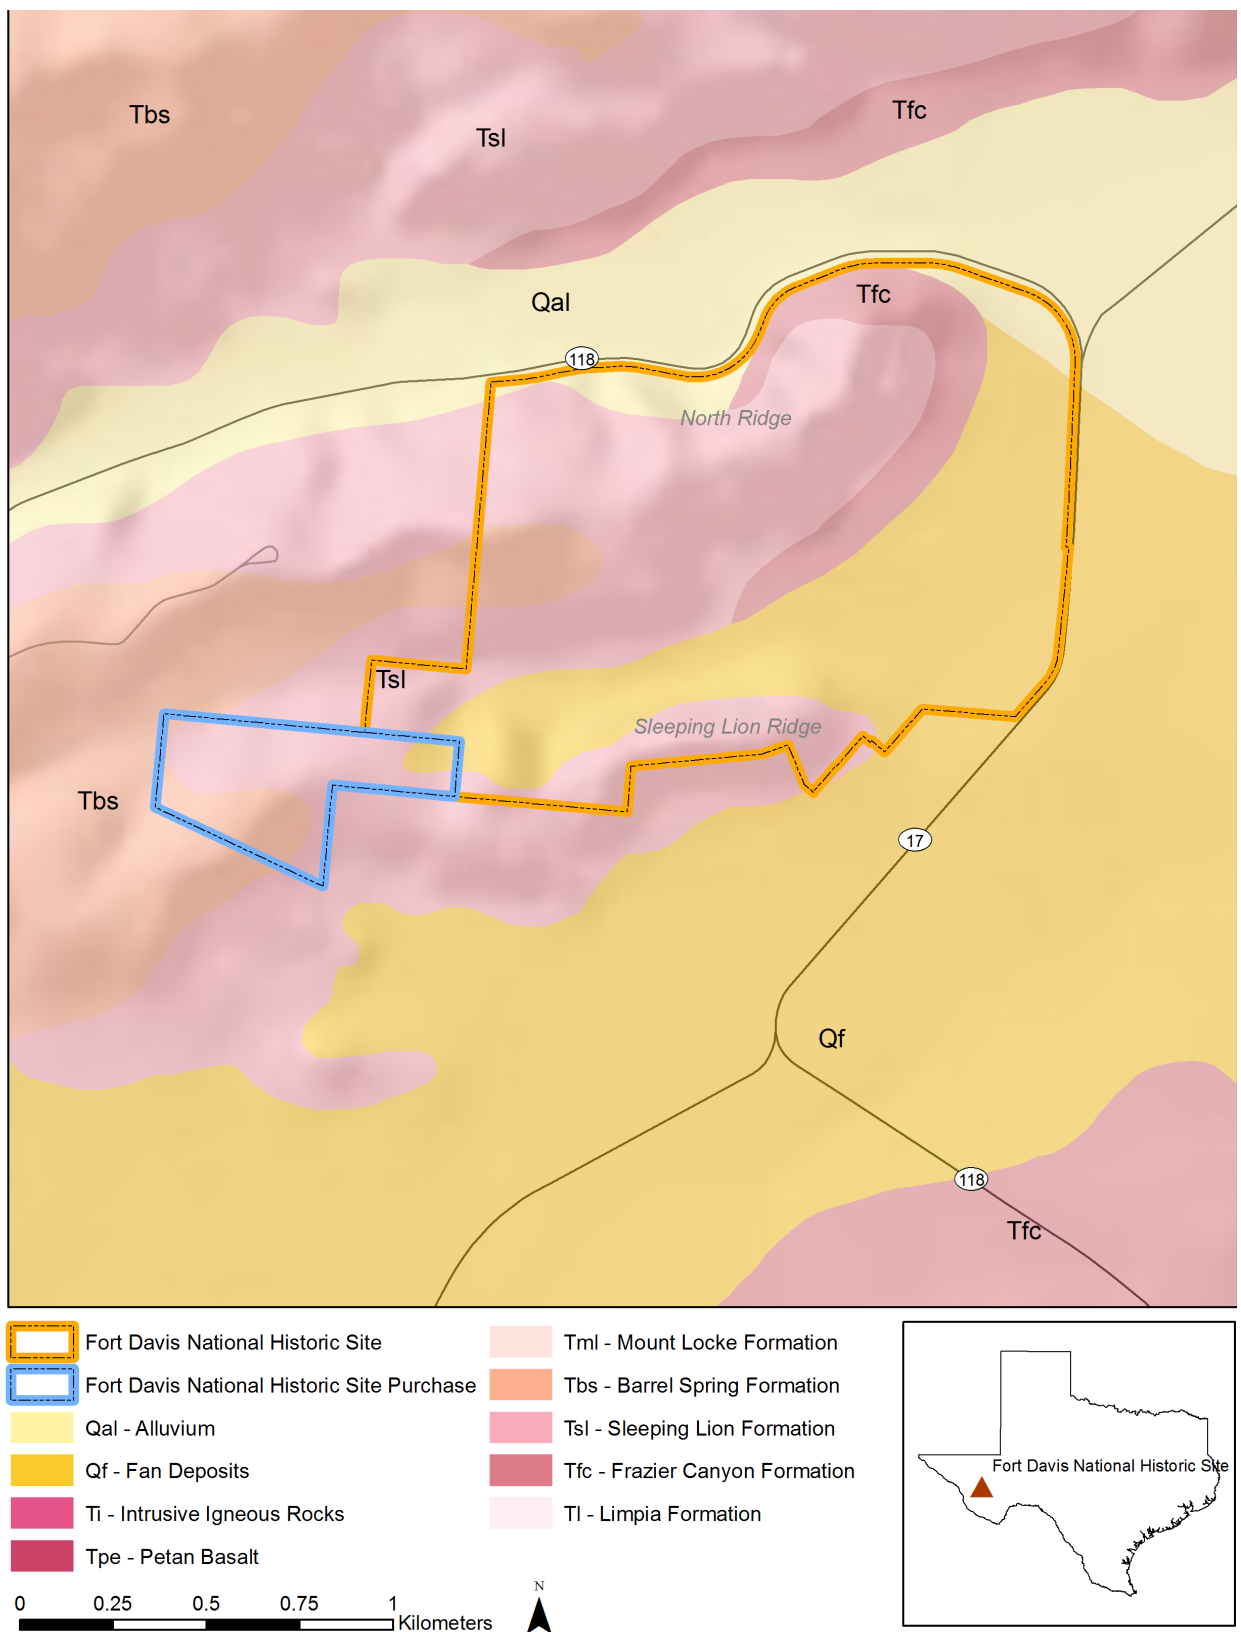 Tbs
Tsl
Tfc
Qal
Tfc
118
North Ridge
Tsl
Sleeping Lion Ridge
Tbs
17
Qf
118
Tfc
Fort Davis National Historic Site
Fort Davis National Historic Site Purchase
Qal - Alluvium
Qf - Fan Deposits
Ti - Intrusive Igneous Rocks
Tpe - Petan Basalt
Tml - Mount Locke Formation
Tbs - Barrel Spring Formation
Tsl - Sleeping Lion Formation
Tfc - Frazier Canyon Formation
Tl - Limpia Formation
Fort Davis National Historic Site
0 0.25 0.5 0.75 1
Kilometers
N